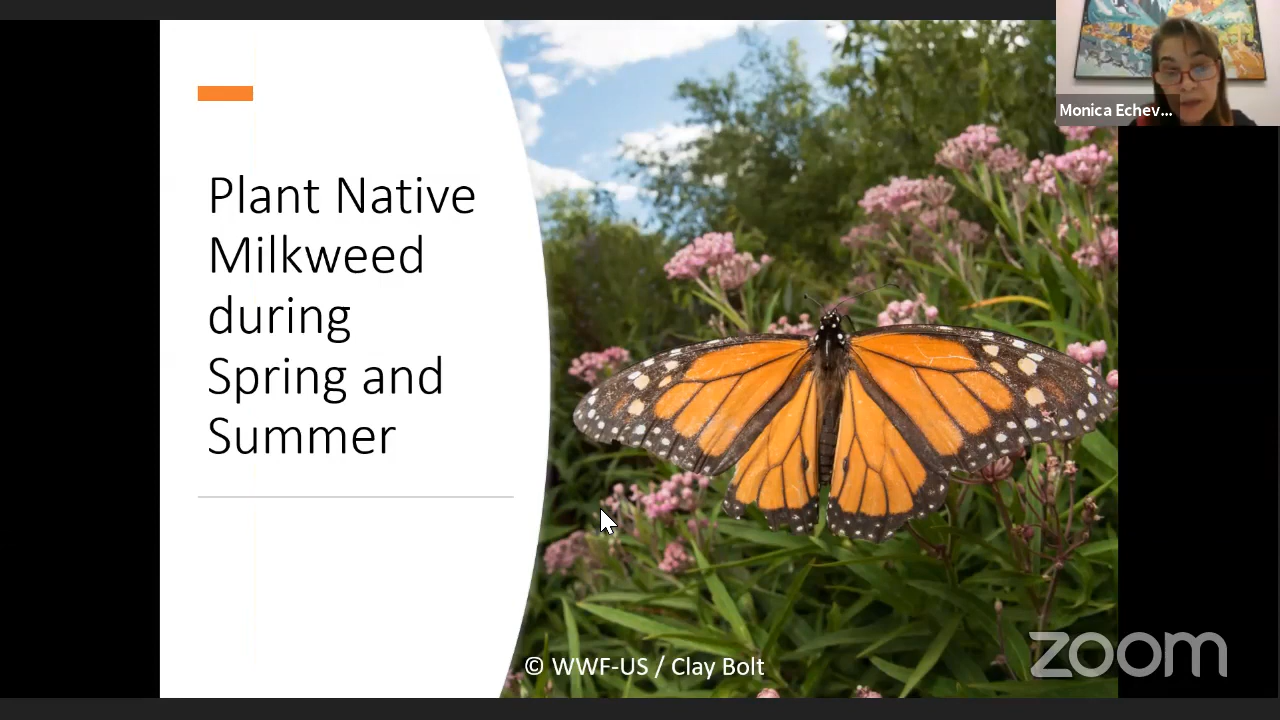 Plant Native
Milkweed
during
Spring and
Summer
© WWF-US / Clay Bolt
Monica Echev...
zoom